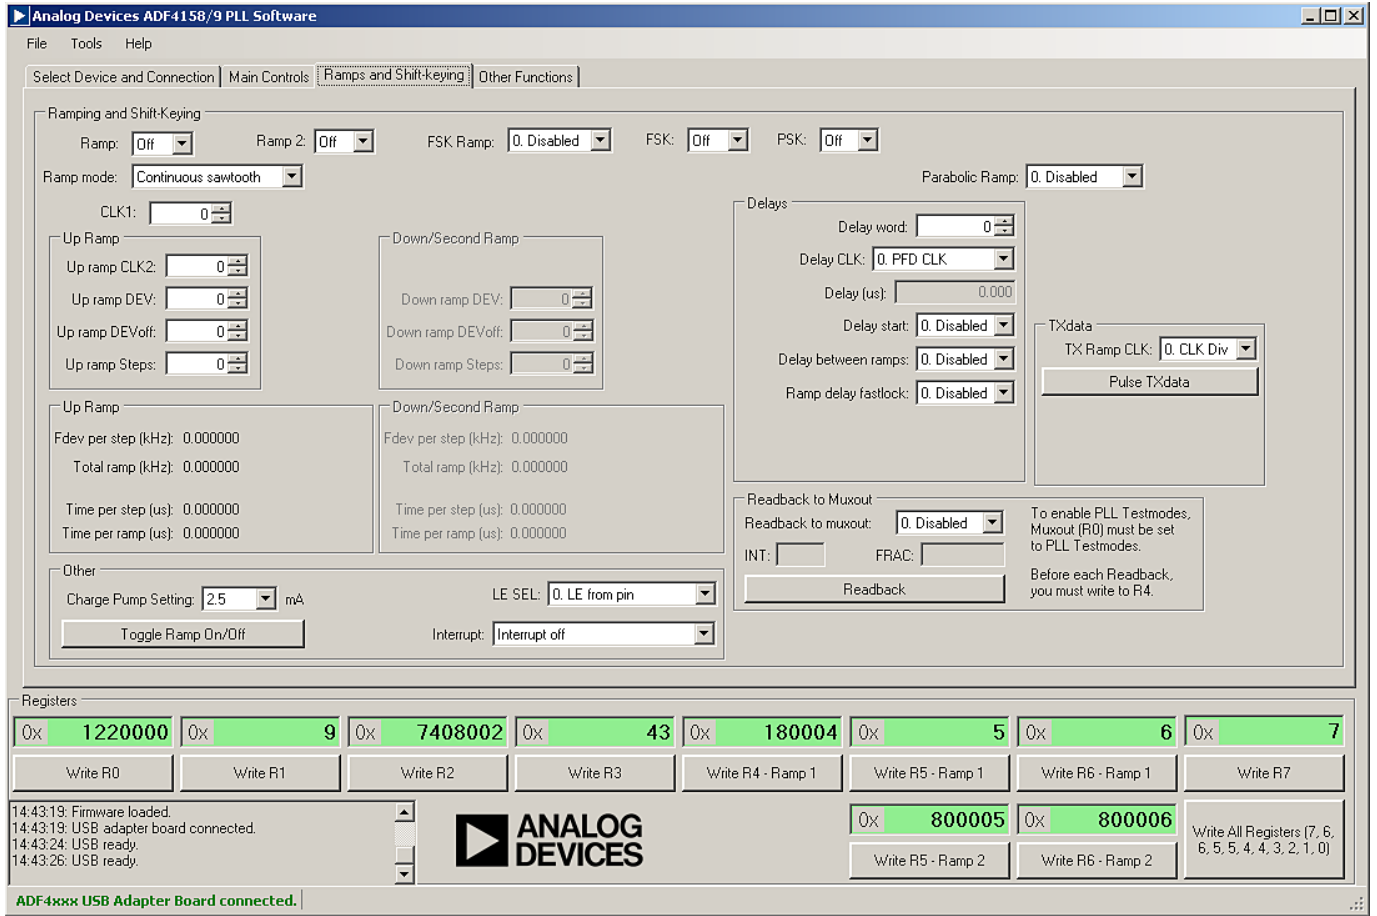 Analog Devices ADF4158/9 PLL Software
File Tools Help
Select Device and Connection Main Controls Ramps and Shift-keying Other Functions
Ramping and Shift-Keying
Ramp: Off Ramp 2: Off FSK Ramp: 0. Disabled FSK: Off PSK: Off
Ramp mode: Continuous sawtooth Parabolic Ramp: 0. Disabled
CLK1: 0
Up Ramp
Up ramp CLK2: 0
Up ramp DEV: 0
Up ramp DEVoff: 0
Up ramp Steps: 0
Down/Second Ramp
Down ramp DEV: 0
Down ramp DEVoff: 0
Down ramp Steps: 0
Delays
Delay word: 0
Delay CLK: 0. PFD CLK
Delay (us): 0.000
Delay start: 0. Disabled
Delay between ramps: 0. Disabled
Ramp delay fastlock: 0. Disabled
TXdata
TX Ramp CLK: 0. CLK Div
Pulse TXdata
Up Ramp
Fdev per step (kHz): 0.000000
Total ramp (kHz): 0.000000
Time per step (us): 0.000000
Time per ramp (us): 0.000000
Down/Second Ramp
Fdev per step (kHz): 0.000000
Total ramp (kHz): 0.000000
Time per step (us): 0.000000
Time per ramp (us): 0.000000
Readback to Muxout
Readback to muxout: 0. Disabled
INT: FRAC:
Readback
To enable PLL Testmodes,
Muxout (R0) must be set
to PLL Testmodes.
Before each Readback,
you must write to R4.
Other
Charge Pump Setting: 2.5 mA
LE SEL: 0. LE from pin
Toggle Ramp On/Off
Interrupt: Interrupt off
Registers
0x 1220000 0x 9 0x 7408002 0x 43 0x 180004 0x 5 0x 6 0x 7
Write R0 Write R1 Write R2 Write R3 Write R4 - Ramp 1 Write R5 - Ramp 1 Write R6 - Ramp 1 Write R7
14:43:19: Firmware loaded.
14:43:19: USB adapter board connected.
14:43:24: USB ready.
14:43:26: USB ready.
ANALOG
DEVICES
0x 800005 0x 800006
Write R5 - Ramp 2 Write R6 - Ramp 2
Write All Registers (7, 6,
6, 5, 5, 4, 4, 3, 2, 1, 0)
ADF4xxx USB Adapter Board connected.